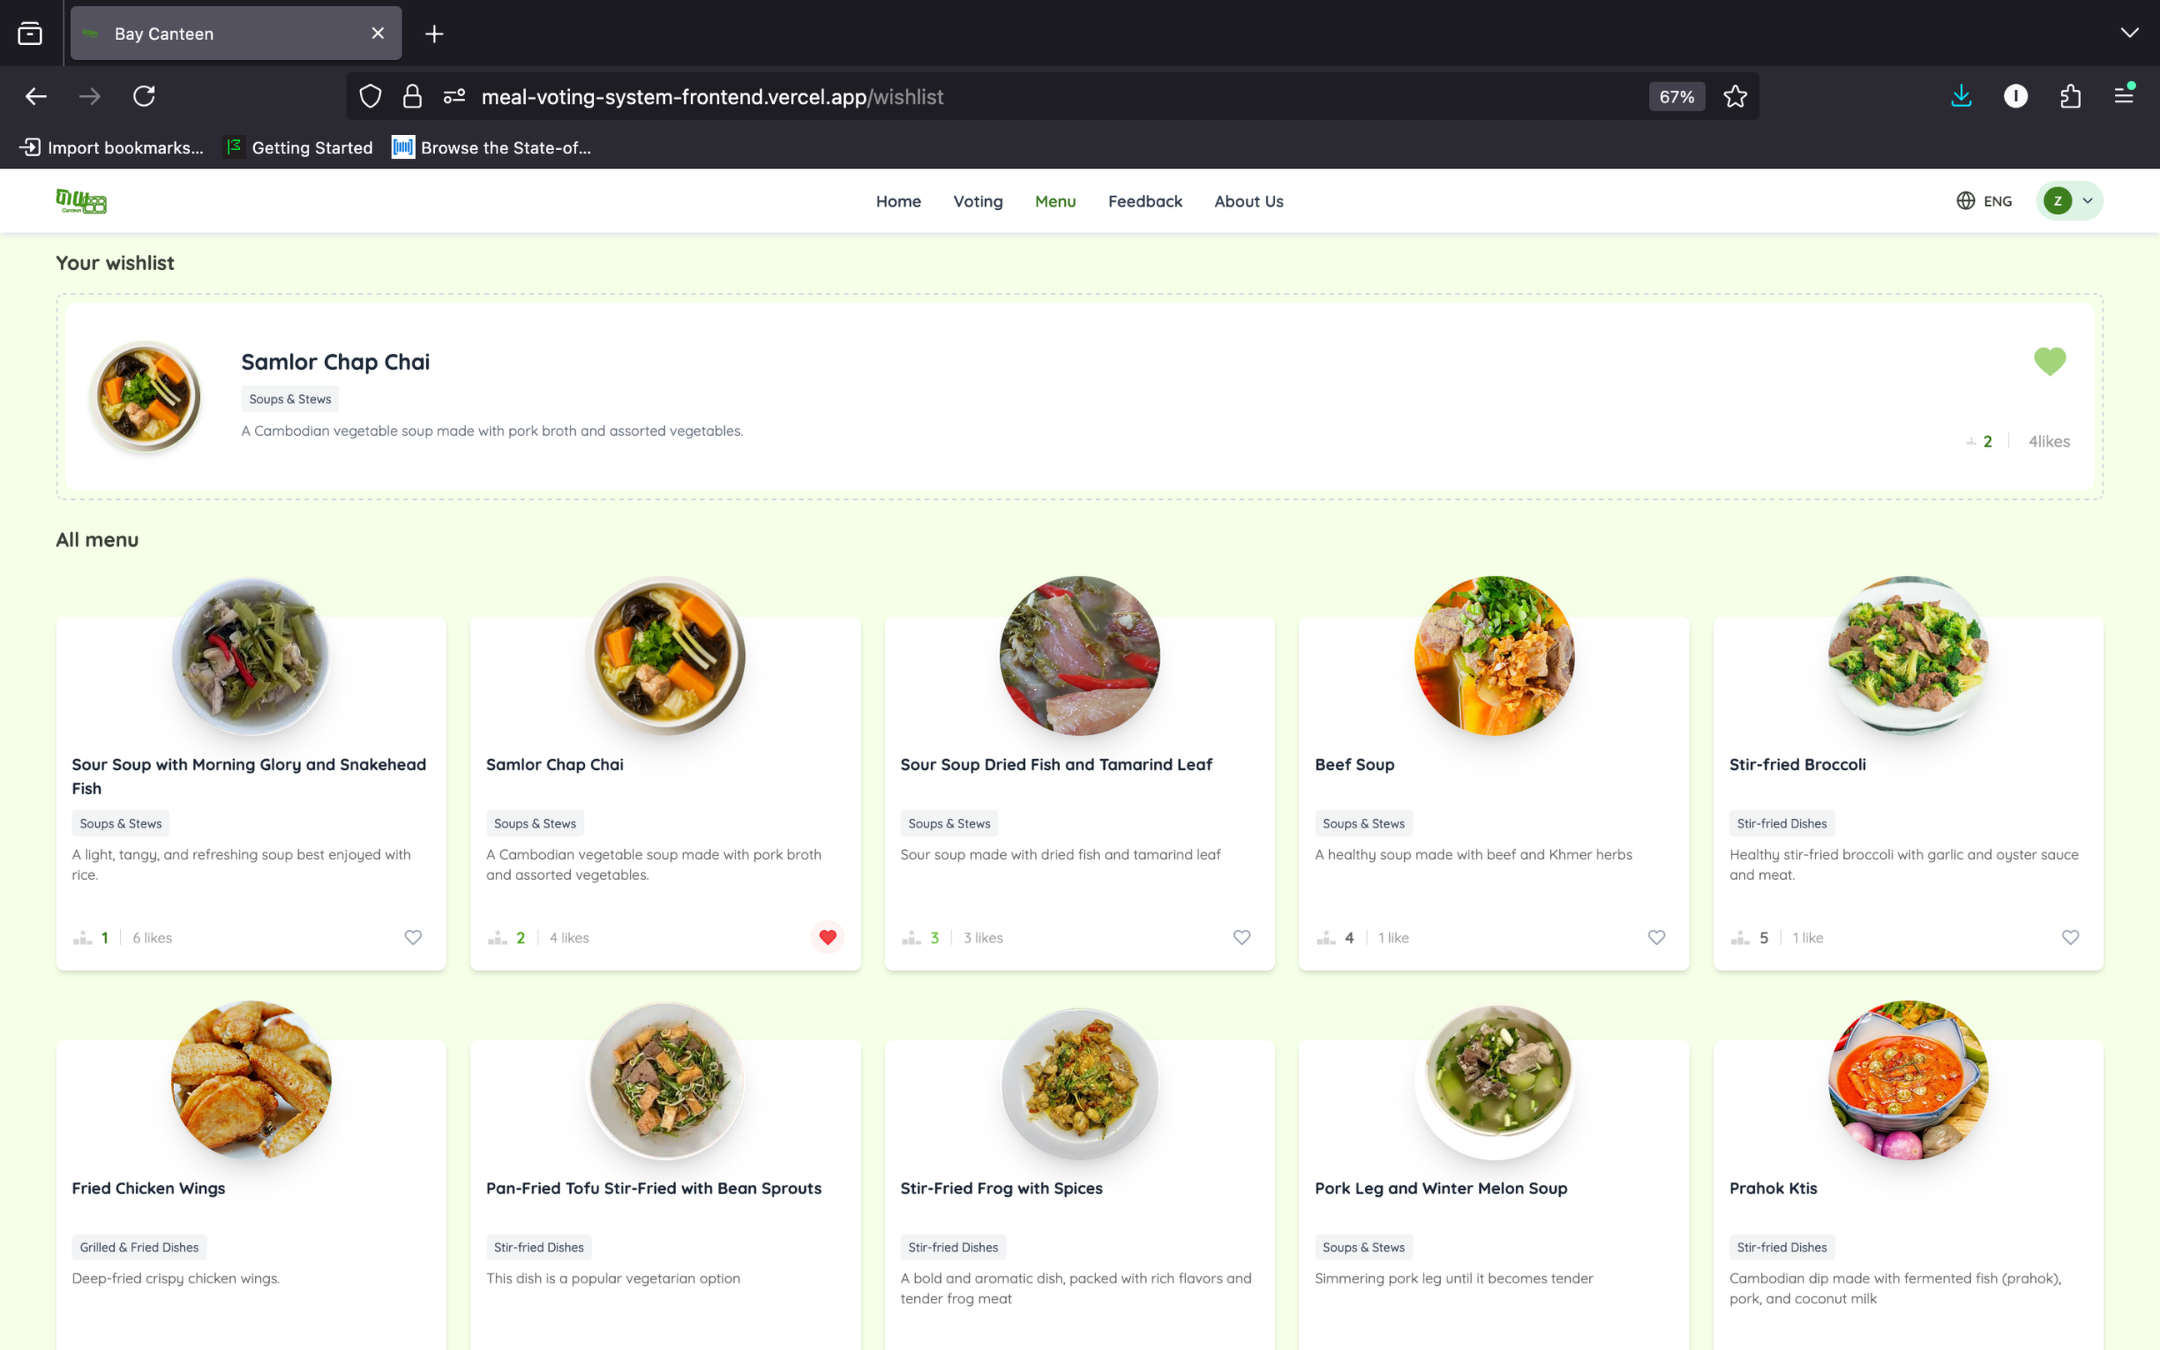 Bay Canteen
meal-voting-system-frontend.vercel.app/wishlist
67%
Import bookmarks...
Getting Started
Browse the State-of...
បាយ
Canteen
Home
Voting
Menu
Feedback
About Us
ENG
Z
Your wishlist
Samlor Chap Chai
Soups & Stews
A Cambodian vegetable soup made with pork broth and assorted vegetables.
2
4likes
All menu
Sour Soup with Morning Glory and Snakehead
Fish
Soups & Stews
A light, tangy, and refreshing soup best enjoyed with
rice.
1
6 likes
Samlor Chap Chai
Soups & Stews
A Cambodian vegetable soup made with pork broth
and assorted vegetables.
2
4 likes
Sour Soup Dried Fish and Tamarind Leaf
Soups & Stews
Sour soup made with dried fish and tamarind leaf
3
3 likes
Beef Soup
Soups & Stews
A healthy soup made with beef and Khmer herbs
4
1 like
Stir-fried Broccoli
Stir-fried Dishes
Healthy stir-fried broccoli with garlic and oyster sauce
and meat.
5
1 like
Fried Chicken Wings
Grilled & Fried Dishes
Deep-fried crispy chicken wings.
Pan-Fried Tofu Stir-Fried with Bean Sprouts
Stir-fried Dishes
This dish is a popular vegetarian option
Stir-Fried Frog with Spices
Stir-fried Dishes
A bold and aromatic dish, packed with rich flavors and
tender frog meat
Pork Leg and Winter Melon Soup
Soups & Stews
Simmering pork leg until it becomes tender
Prahok Ktis
Stir-fried Dishes
Cambodian dip made with fermented fish (prahok),
pork, and coconut milk